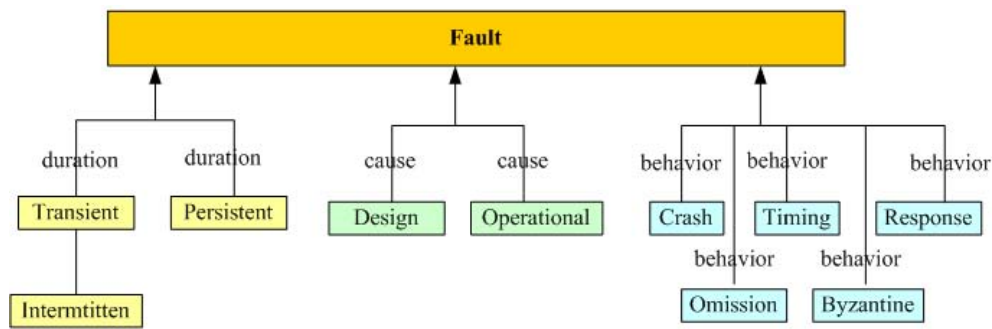 Fault
duration
duration
cause
cause
behavior
behavior
behavior
Transient
Persistent
Design
Operational
Crash
Timing
Response
behavior
behavior
Intermtitten
Omission
Byzantine